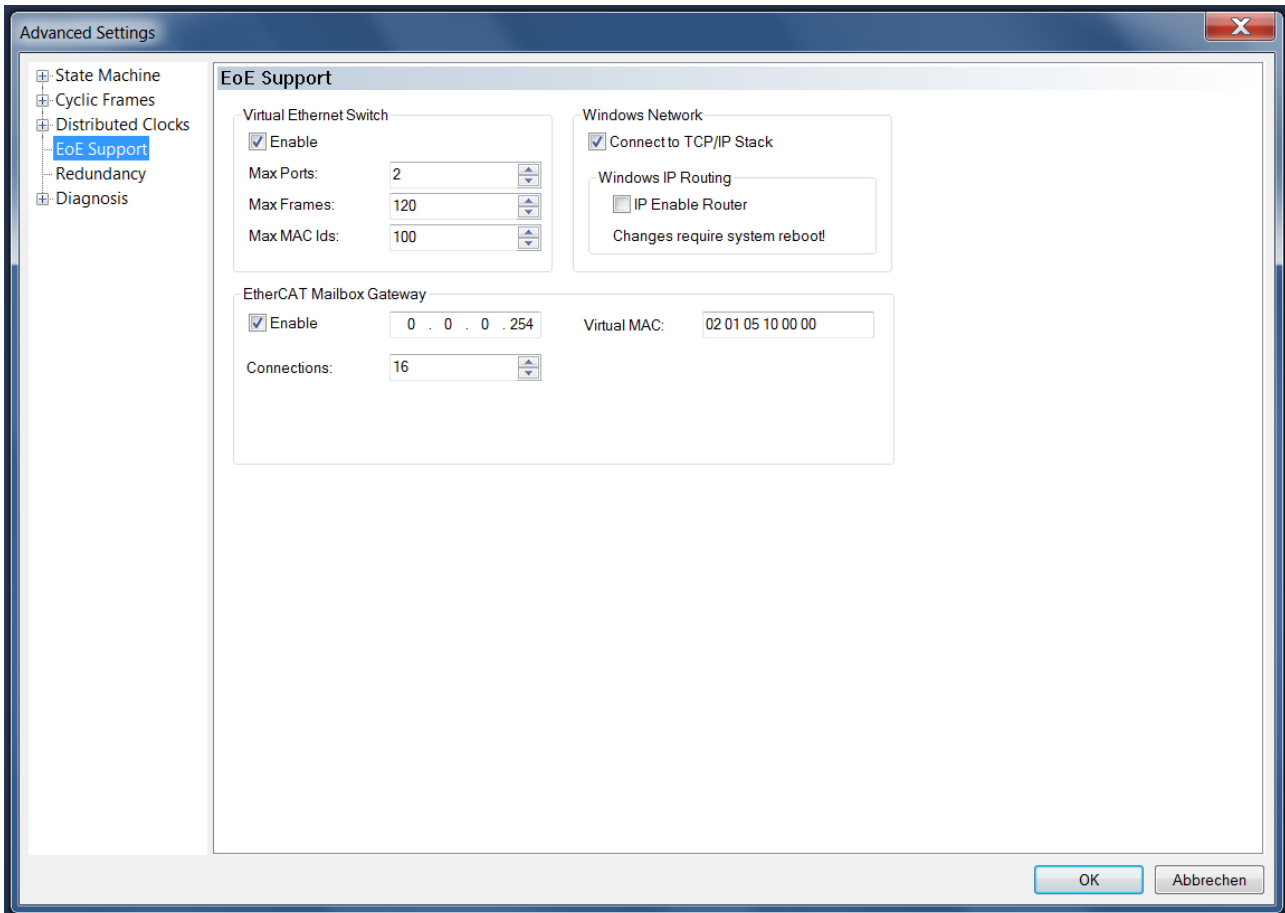 Advanced Settings
X
State Machine
Cyclic Frames
Distributed Clocks
EoE Support
Redundancy
Diagnosis
EoE Support
Virtual Ethernet Switch
Enable
Max Ports: 2
Max Frames: 120
Max MAC Ids: 100
Windows Network
Connect to TCP/IP Stack
Windows IP Routing
IP Enable Router
Changes require system reboot!
EtherCAT Mailbox Gateway
Enable 0 . 0 . 0 . 254 Virtual MAC: 02 01 05 10 00 00
Connections: 16
OK Abbrechen